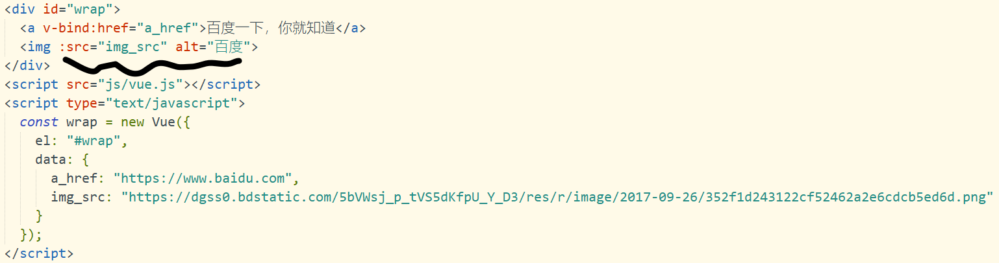 <div id="wrap">
  <a v-bind:href="a_href">百度一下，你就知道</a>
  <img :src="img_src" alt="百度">
</div>
<script src="js/vue.js"></script>
<script type="text/javascript">
  const wrap = new Vue({
    el: "#wrap",
    data: {
      a_href: "https://www.baidu.com",
      img_src: "https://dgss0.bdstatic.com/5bVWsj_p_tVS5dKfpU_Y_D3/res/r/image/2017-09-26/352f1d243122cf52462a2e6cdcb5ed6d.png"
    }
  });
</script>